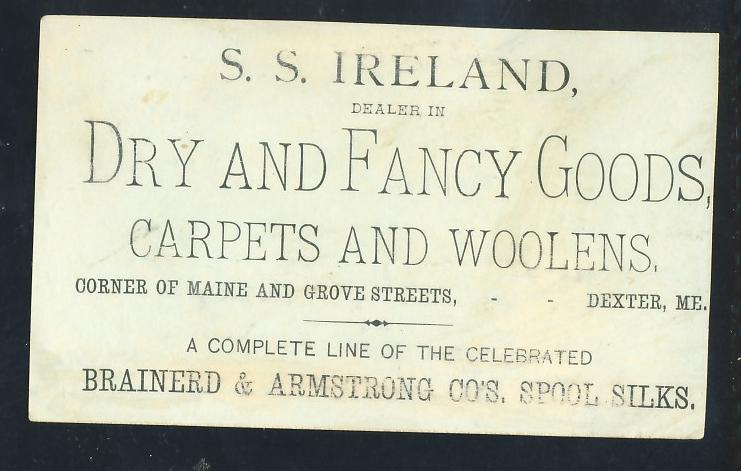 S. S. IRELAND,
DEALER IN
DRY AND FANCY GOODS,
CARPETS AND WOOLENS,
CORNER OF MAINE AND GROVE STREETS, - - DEXTER, ME.
A COMPLETE LINE OF THE CELEBRATED
BRAINERD & ARMSTRONG CO'S. SPOOL SILKS.